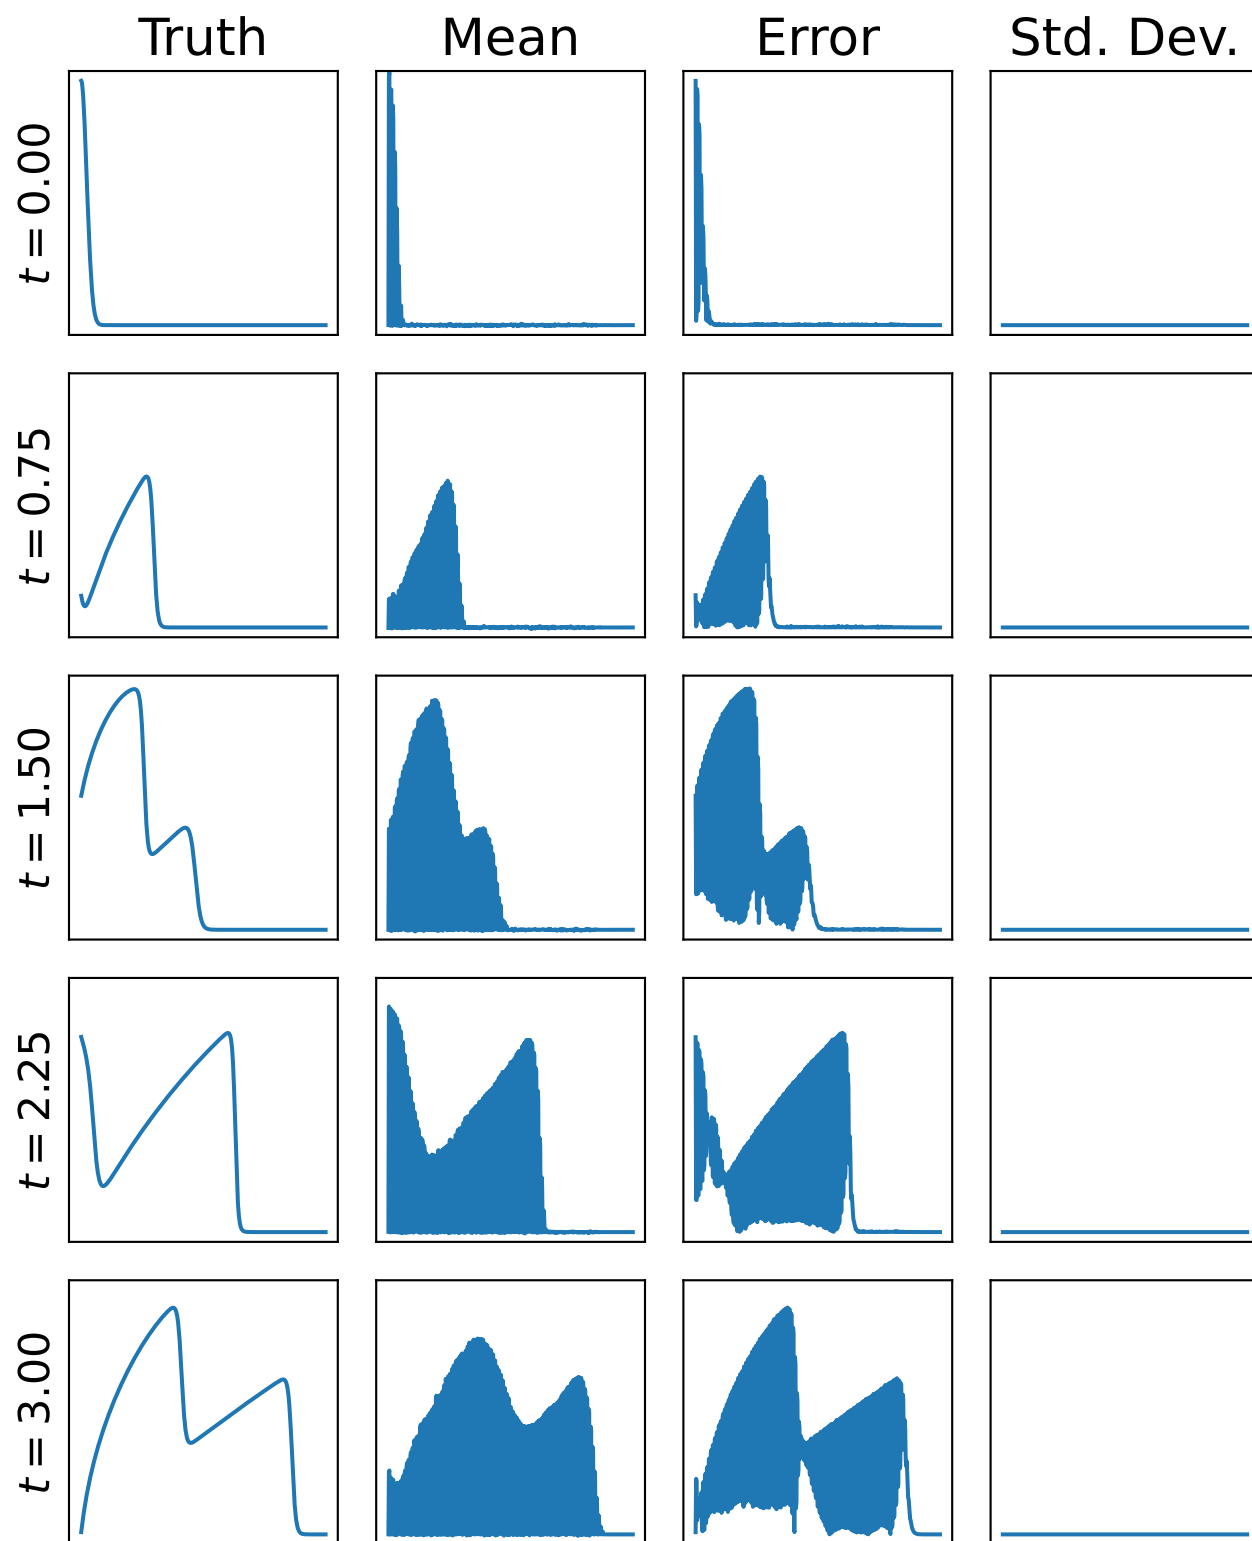 Truth Mean Error Std. Dev.
t = 0.00
t = 0.75
t = 1.50
t = 2.25
t = 3.00